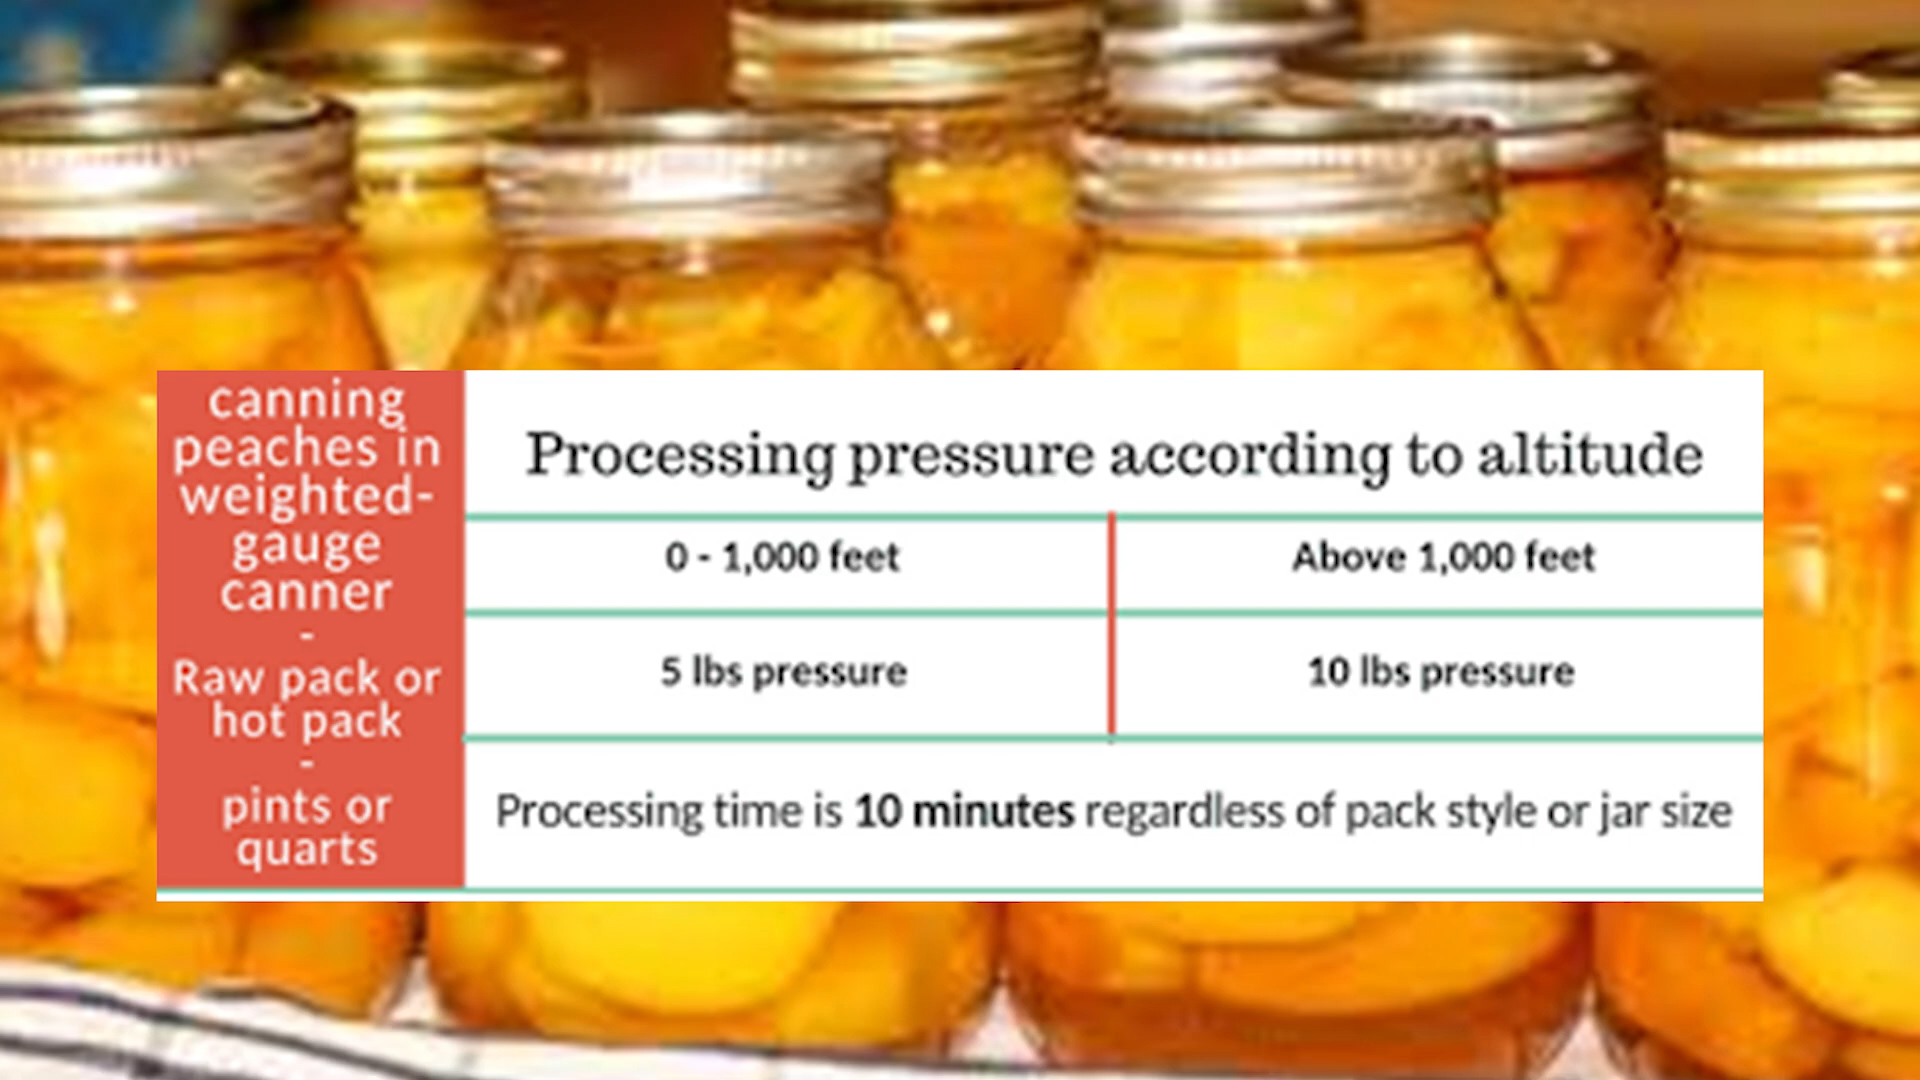 canning
peaches in
weighted-
gauge
canner
-
Raw pack or
hot pack
-
pints or
quarts
Processing pressure according to altitude
0 - 1,000 feet
Above 1,000 feet
5 lbs pressure
10 lbs pressure
Processing time is 10 minutes regardless of pack style or jar size